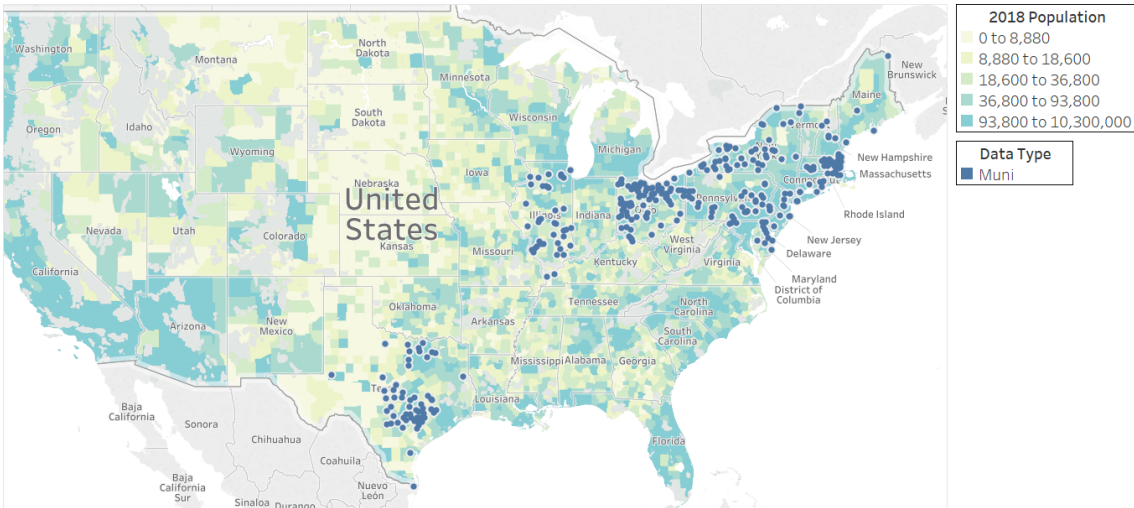 2018 Population
0 to 8,880
8,880 to 18,600
18,600 to 36,800
36,800 to 93,800
93,800 to 10,300,000
Data Type
Muni
Washington
Montana
North
Dakota
Minnesota
Oregon
Idaho
South
Dakota
Wisconsin
Michigan
Maine
New
Brunswick
Wyoming
Iowa
Nebraska
United
States
Nevada
Utah
Colorado
Kansas
Missouri
Illinois
Indiana
Ohio
West
Virginia
Virginia
Kentucky
New Hampshire
Massachusetts
Rhode Island
New Jersey
Delaware
Maryland
District of
Columbia
California
Arizona
New
Mexico
Oklahoma
Arkansas
Tennessee
North
Carolina
South
Carolina
Mississippi
Alabama
Georgia
Louisiana
Florida
Baja
California
Sonora
Chihuahua
Coahuila
Baja
California
Sur
Nuevo
León
Sinaloa
Durango